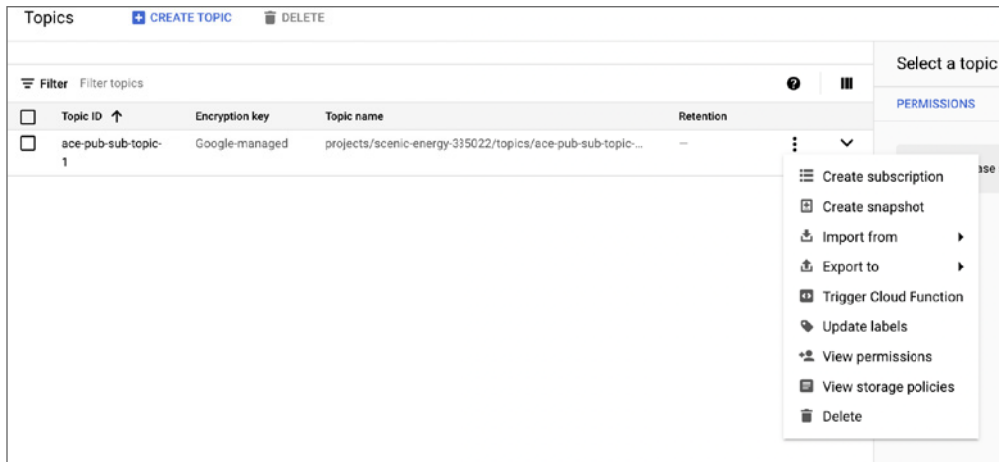 Topics CREATE TOPIC DELETE
Select a topic
Filter Filter topics
PERMISSIONS
Topic ID Encryption key Topic name Retention
ace-pub-sub-topic- Google-managed projects/scenic-energy-335022/topics/ace-pub-sub-topic-... —
1
ase
Create subscription
Create snapshot
Import from
Export to
Trigger Cloud Function
Update labels
View permissions
View storage policies
Delete